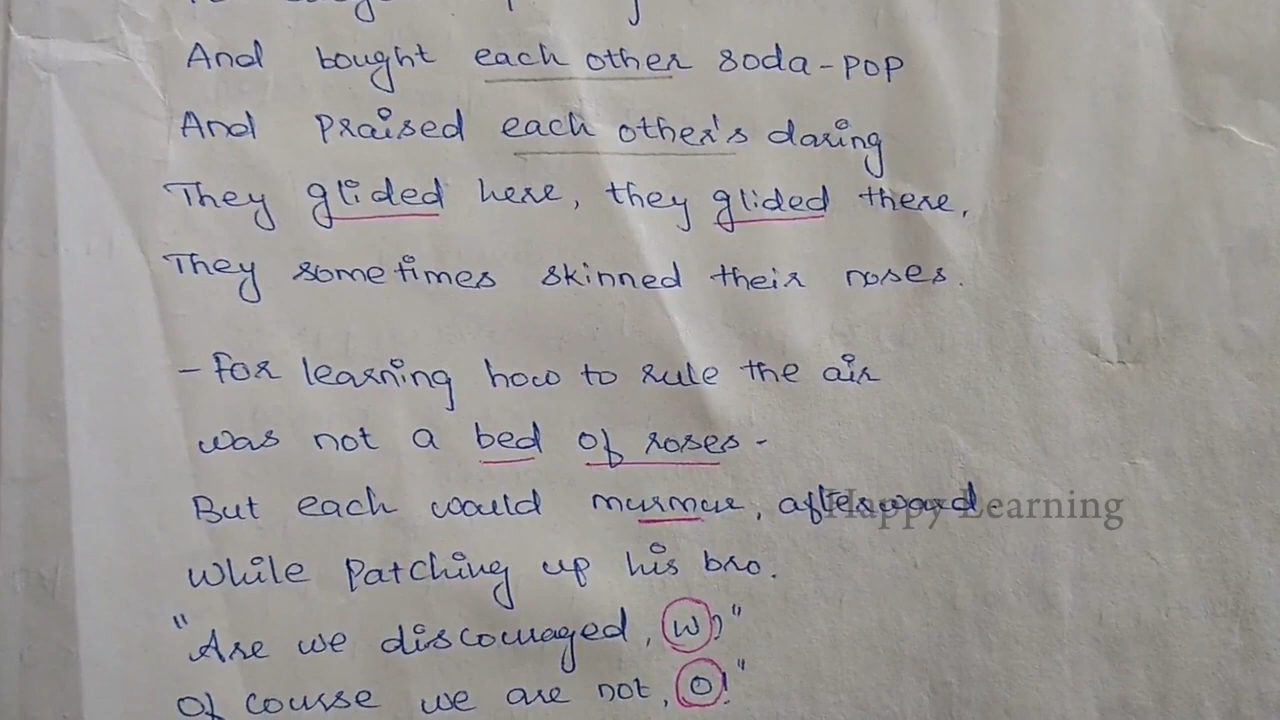 And bought each other soda-pop
And praised each other's daring
They glided here, they glided there,
They sometimes skinned their noses.
- For learning how to rule the air
was not a bed of roses -
But each would murmur, afterward
While patching up his bro.
"Are we discouraged, W?"
Of course we are not, O!"
Happy Learning